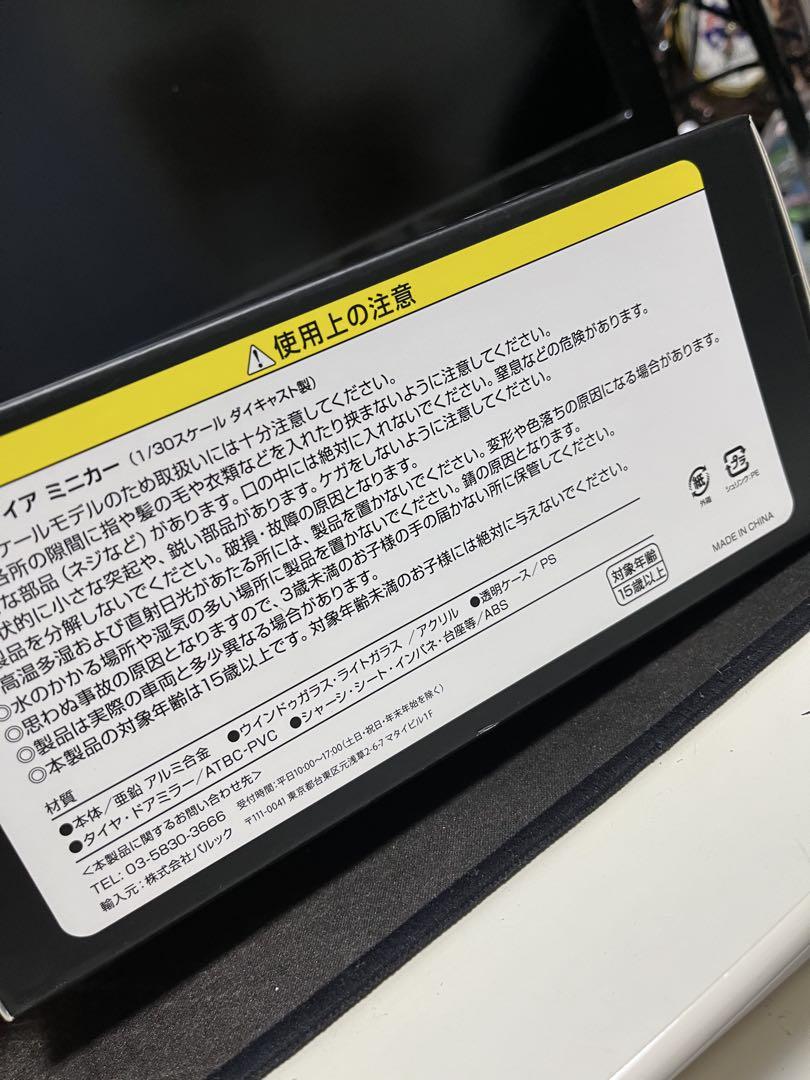 ⚠使用上の注意
イア ミニカー (1/30スケール ダイキャスト製)
ケールモデルのため取扱いには十分注意してください。
各所の隙間に指や髪の毛や衣類などを入れたり挟まないように注意してください。
な部品(ネジなど)があります。口の中には絶対に入れないでください。窒息などの危険があります。
状的に小さな突起や、鋭い部品があります。ケガをしないように注意してください。
製品を分解しないでください。破損・故障の原因となります。
高温多湿および直射日光があたる所には、製品を置かないでください。変形や色落ちの原因になる場合があります。
◎水のかかる場所や湿気の多い場所に製品を置かないでください。錆の原因となります。
◎思わぬ事故の原因となりますので、3歳未満のお子様の手の届かない所に保管してください。
◎製品は実際の車両と多少異なる場合があります。
◎本製品の対象年齢は15歳以上です。対象年齢未満のお子様には絶対に与えないでください。
材質
●本体/亜鉛 アルミ合金 ●ウインドゥガラス・ライトガラス/アクリル ●透明ケース/PS
●タイヤ・ドアミラー/ATBC-PVC ●シャーシ・シート・インパネ・台座等/ABS
<本製品に関するお問い合わせ先>
TEL: 03-5830-3666 受付時間:平日10:00~17:00(土日・祝日・年末年始を除く)
輸入元:株式会社バルック 〒111-0041 東京都台東区元浅草2-6-7 マタイビル1F
対象年齢
15歳以上
紙
外箱
プラ
シュリンク・PE
MADE IN CHINA